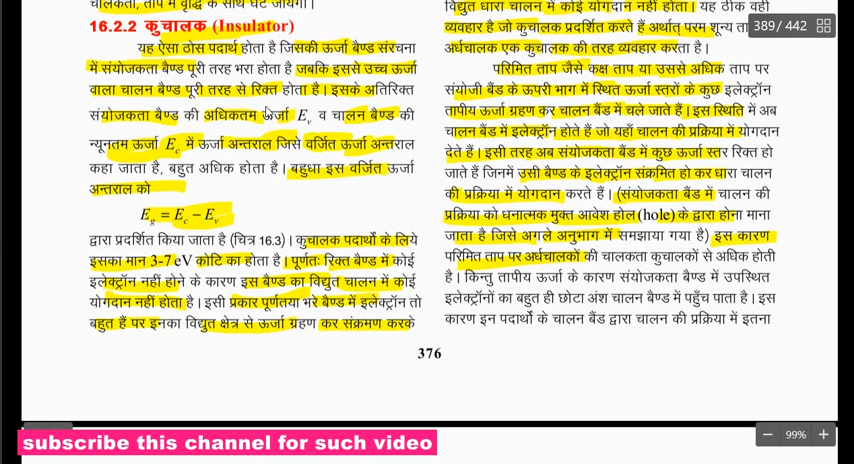 चालकता, ताप में वृद्धि के साथ घट जायेगी।
16.2.2 कुचालक (Insulator)
यह ऐसा ठोस पदार्थ होता है जिसकी ऊर्जा बैण्ड संरचना
में संयोजकता बैण्ड पूरी तरह भरा होता है जबकि इससे उच्च ऊर्जा
वाला चालन बैण्ड पूरी तरह से रिक्त होता है। इसके अतिरिक्त
संयोजकता बैण्ड की अधिकतम ऊर्जा Ev व चालन बैण्ड की
न्यूनतम ऊर्जा Ec में ऊर्जा अन्तराल जिसे वर्जित ऊर्जा अन्तराल
कहा जाता है, बहुत अधिक होता है। बहुधा इस वर्जित ऊर्जा
अन्तराल को
Eg = Ec − Ev
द्वारा प्रदर्शित किया जाता है (चित्र 16.3)। कुचालक पदार्थों के लिये
इसका मान 3-7 eV कोटि का होता है। पूर्णतः रिक्त बैण्ड में कोई
इलेक्ट्रॉन नहीं होने के कारण इस बैण्ड का विद्युत चालन में कोई
योगदान नहीं होता है। इसी प्रकार पूर्णतया भरे बैण्ड में इलेक्ट्रॉन तो
बहुत हैं पर इनका विद्युत क्षेत्र से ऊर्जा ग्रहण कर संक्रमण करके
विद्युत धारा चालन में कोई योगदान नहीं होता। यह ठीक वही
व्यवहार है जो कुचालक प्रदर्शित करते हैं अर्थात् परम शून्य ता
अर्धचालक एक कुचालक की तरह व्यवहार करता है।
परिमित ताप जैसे कक्ष ताप या उससे अधिक ताप पर
संयोजी बैंड के ऊपरी भाग में स्थित ऊर्जा स्तरों के कुछ इलेक्ट्रॉन
तापीय ऊर्जा ग्रहण कर चालन बैंड में चले जाते हैं। इस स्थिति में अब
चालन बैंड में इलेक्ट्रॉन होते हैं जो यहाँ चालन की प्रक्रिया में योगदान
देते हैं। इसी तरह अब संयोजकता बैंड में कुछ ऊर्जा स्तर रिक्त हो
जाते हैं जिनमें उसी बैण्ड के इलेक्ट्रॉन संक्रमित हो कर धारा चालन
की प्रक्रिया में योगदान करते हैं। (संयोजकता बैंड में चालन की
प्रक्रिया को धनात्मक मुक्त आवेश होल (hole) के द्वारा होना माना
जाता है जिसे अगले अनुभाग में समझाया गया है) इस कारण
परिमित ताप पर अर्धचालकों की चालकता कुचालकों से अधिक होती
है। किन्तु तापीय ऊर्जा के कारण संयोजकता बैण्ड में उपस्थित
इलेक्ट्रॉनों का बहुत ही छोटा अंश चालन बैण्ड में पहुँच पाता है। इस
कारण इन पदार्थों के चालन बैंड द्वारा चालन की प्रक्रिया में इतना
389 / 442
376
subscribe this channel for such video
− 99% +